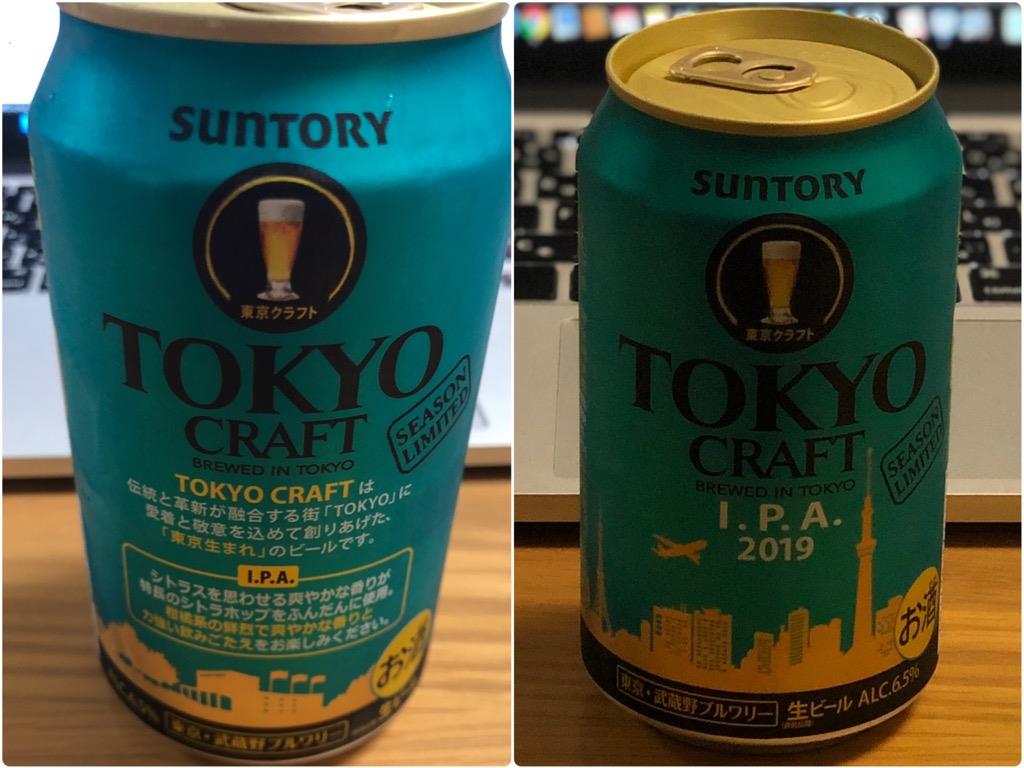 SUNTORY
東京クラフト
TOKYO
CRAFT
SEASON
LIMITED
BREWED IN TOKYO
TOKYO CRAFT は
伝統と革新が融合する街「TOKYO」に
愛着と敬意を込めて創りあげた、
「東京生まれ」のビールです。
I.P.A.
シトラスを思わせる爽やかな香りが
特長のシトラホップをふんだんに使用。
柑橘系の鮮烈で爽やかな香りと
力強い飲みごたえをお楽しみください。
お酒
東京・武蔵野ブルワリー
SUNTORY
東京クラフト
TOKYO
CRAFT
SEASON
LIMITED
BREWED IN TOKYO
I.P.A.
2019
お酒
東京・武蔵野ブルワリー
生ビール ALC.6.5%